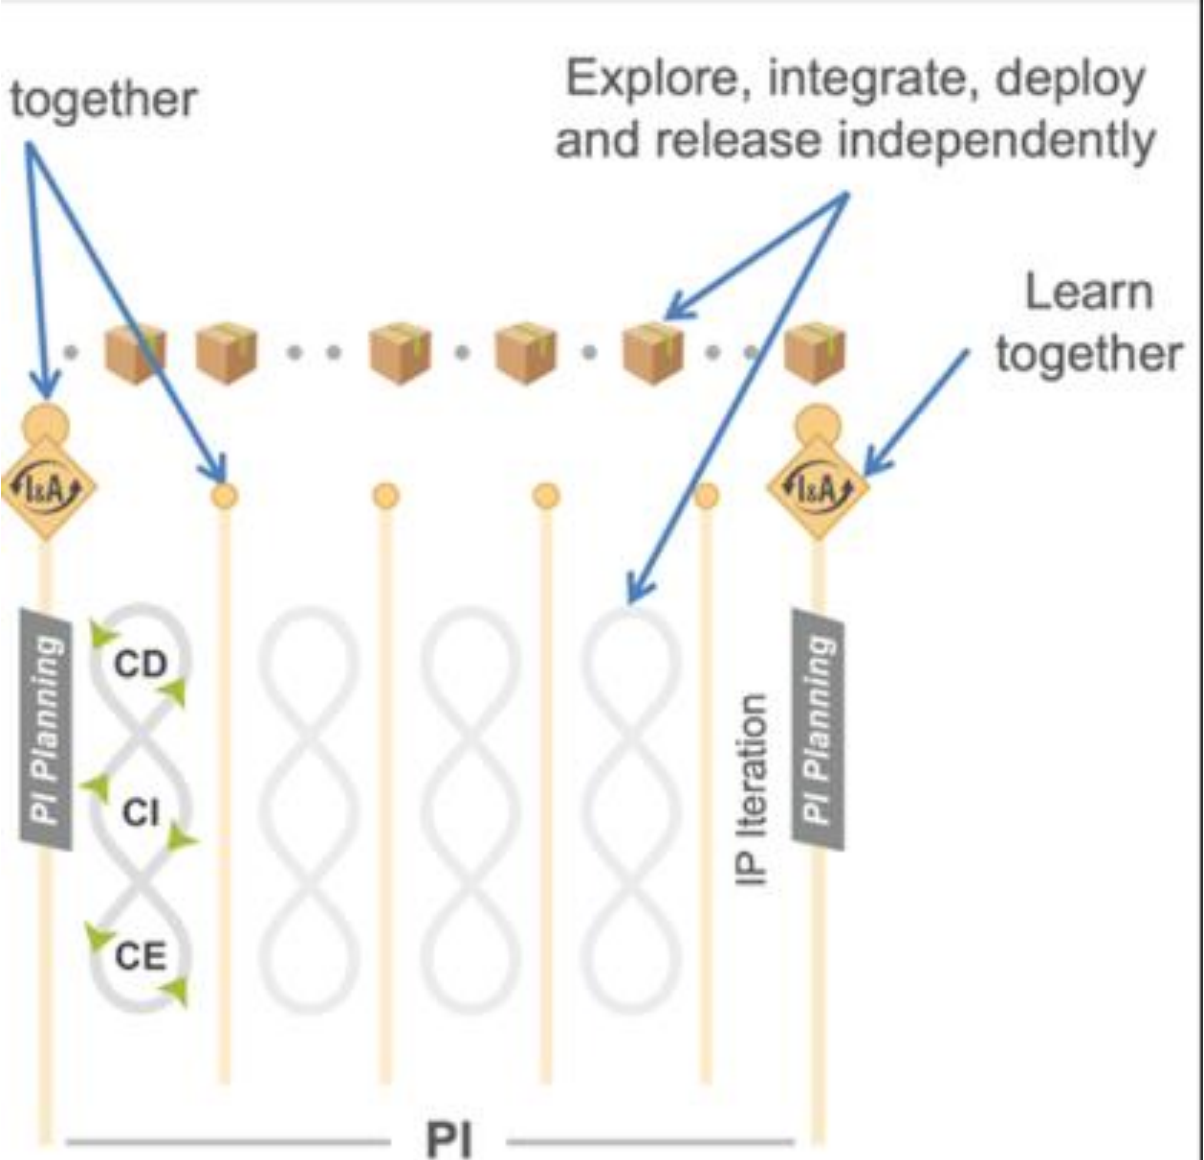 together
Explore, integrate, deploy
and release independently
Learn
together
I&A
I&A
PI Planning
CD
CI
CE
IP Iteration
PI Planning
PI